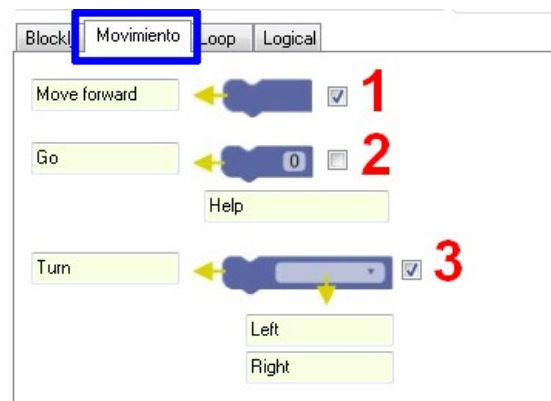 Blockl Movimiento Loop Logical
Move forward 1
Go 0 2
Help
Turn 3
Left
Right